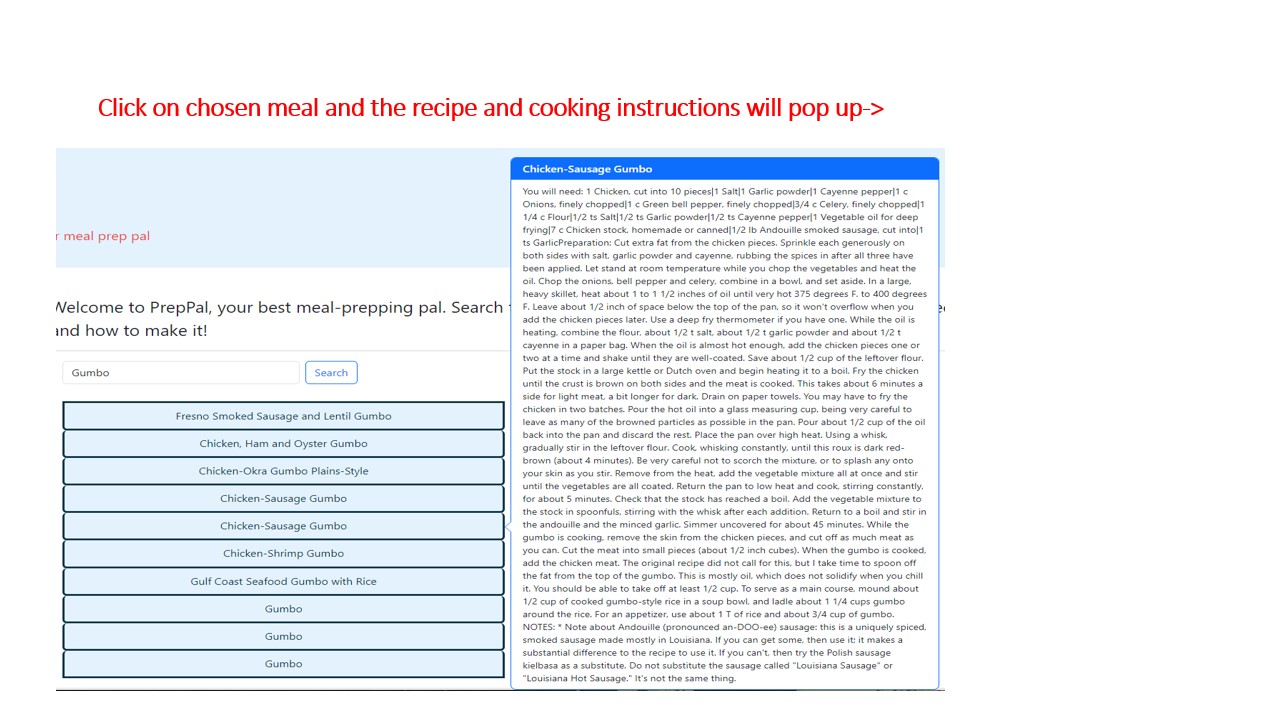 Click on chosen meal and the recipe and cooking instructions will pop up->
r meal prep pal
Welcome to PrepPal, your best meal-prepping pal. Search
and how to make it!
Gumbo
Search
Fresno Smoked Sausage and Lentil Gumbo
Chicken, Ham and Oyster Gumbo
Chicken-Okra Gumbo Plains-Style
Chicken-Sausage Gumbo
Chicken-Sausage Gumbo
Chicken-Shrimp Gumbo
Gulf Coast Seafood Gumbo with Rice
Gumbo
Gumbo
Gumbo
Chicken-Sausage Gumbo
You will need: 1 Chicken, cut into 10 pieces|1 Salt|1 Garlic powder|1 Cayenne pepper|1 c
Onions, finely chopped|1 c Green bell pepper, finely chopped|3/4 c Celery, finely chopped|1
1/4 c Flour|1/2 ts Salt|1/2 ts Garlic powder|1/2 ts Cayenne pepper|1 Vegetable oil for deep
frying|7 c Chicken stock, homemade or canned|1/2 lb Andouille smoked sausage, cut into|1
ts GarlicPreparation: Cut extra fat from the chicken pieces. Sprinkle each generously on
both sides with salt, garlic powder and cayenne, rubbing the spices in after all three have
been applied. Let stand at room temperature while you chop the vegetables and heat the
oil. Chop the onions, bell pepper and celery, combine in a bowl, and set aside. In a large,
heavy skillet, heat about 1 to 1 1/2 inches of oil until very hot 375 degrees F. to 400 degrees
F. Leave about 1/2 inch of space below the top of the pan, so it won't overflow when you
add the chicken pieces later. Use a deep fry thermometer if you have one. While the oil is
heating, combine the flour, about 1/2 t salt, about 1/2 t garlic powder and about 1/2 t
cayenne in a paper bag. When the oil is almost hot enough, add the chicken pieces one or
two at a time and shake until they are well-coated. Save about 1/2 cup of the leftover flour.
Put the stock in a large kettle or Dutch oven and begin heating it to a boil. Fry the chicken
until the crust is brown on both sides and the meat is cooked. This takes about 6 minutes a
side for light meat, a bit longer for dark. Drain on paper towels. You may have to fry the
chicken in two batches. Pour the hot oil into a glass measuring cup, being very careful to
leave as many of the browned particles as possible in the pan. Pour about 1/2 cup of the oil
back into the pan and discard the rest. Place the pan over high heat. Using a whisk,
gradually stir in the leftover flour. Cook, whisking constantly, until this roux is dark red-
brown (about 4 minutes). Be very careful not to scorch the mixture, or to splash any onto
your skin as you stir. Remove from the heat, add the vegetable mixture all at once and stir
until the vegetables are all coated. Return the pan to low heat and cook, stirring constantly,
for about 5 minutes. Check that the stock has reached a boil. Add the vegetable mixture to
the stock in spoonfuls, stirring with the whisk after each addition. Return to a boil and stir in
the andouille and the minced garlic. Simmer uncovered for about 45 minutes. While the
gumbo is cooking, remove the skin from the chicken pieces, and cut off as much meat as
you can. Cut the meat into small pieces (about 1/2 inch cubes). When the gumbo is cooked,
add the chicken meat. The original recipe did not call for this, but I take time to spoon off
the fat from the top of the gumbo. This is mostly oil, which does not solidify when you chill
it. You should be able to take off at least 1/2 cup. To serve as a main course, mound about
1/2 cup of cooked gumbo-style rice in a soup bowl, and ladle about 1 1/4 cups gumbo
around the rice. For an appetizer, use about 1 T of rice and about 3/4 cup of gumbo.
NOTES: * Note about Andouille (pronounced an-DOO-ee) sausage: this is a uniquely spiced,
smoked sausage made mostly in Louisiana. If you can get some, then use it; it makes a
substantial difference to the recipe to use it. If you can't, then try the Polish sausage
kielbasa as a substitute. Do not substitute the sausage called "Louisiana Sausage" or
"Louisiana Hot Sausage." It's not the same thing.